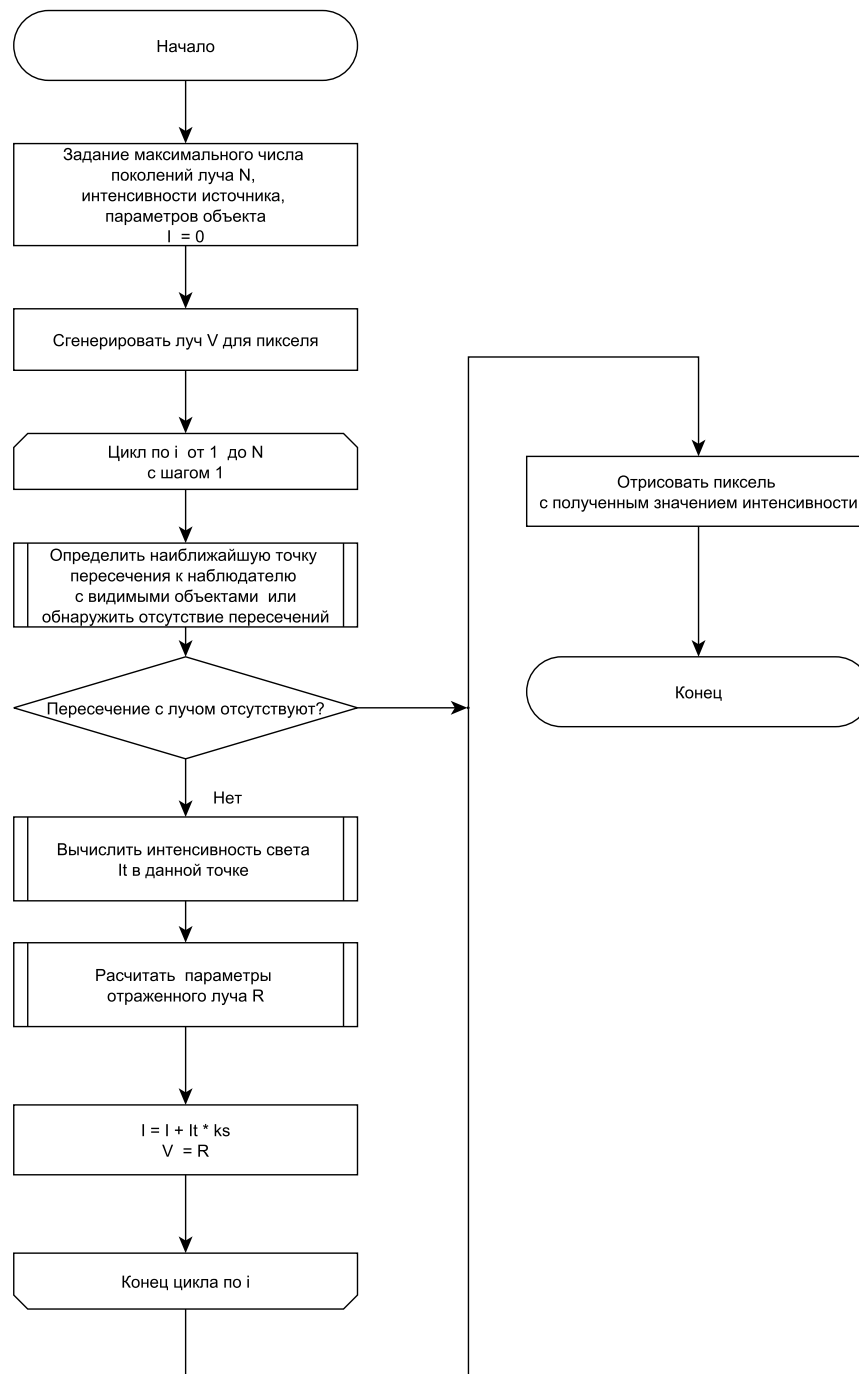 Начало
Задание максимального числа
поколений луча N,
интенсивности источника,
параметров объекта
I = 0
Сгенерировать луч V для пикселя
Цикл по i от 1 до N
с шагом 1
Определить наиближайшую точку
пересечения к наблюдателю
с видимыми объектами или
обнаружить отсутствие пересечений
Пересечение с лучом отсутствуют?
Нет
Вычислить интенсивность света
It в данной точке
Расчитать параметры
отраженного луча R
I = I + It * ks
V = R
Конец цикла по i
Отрисовать пиксель
с полученным значением интенсивности
Конец